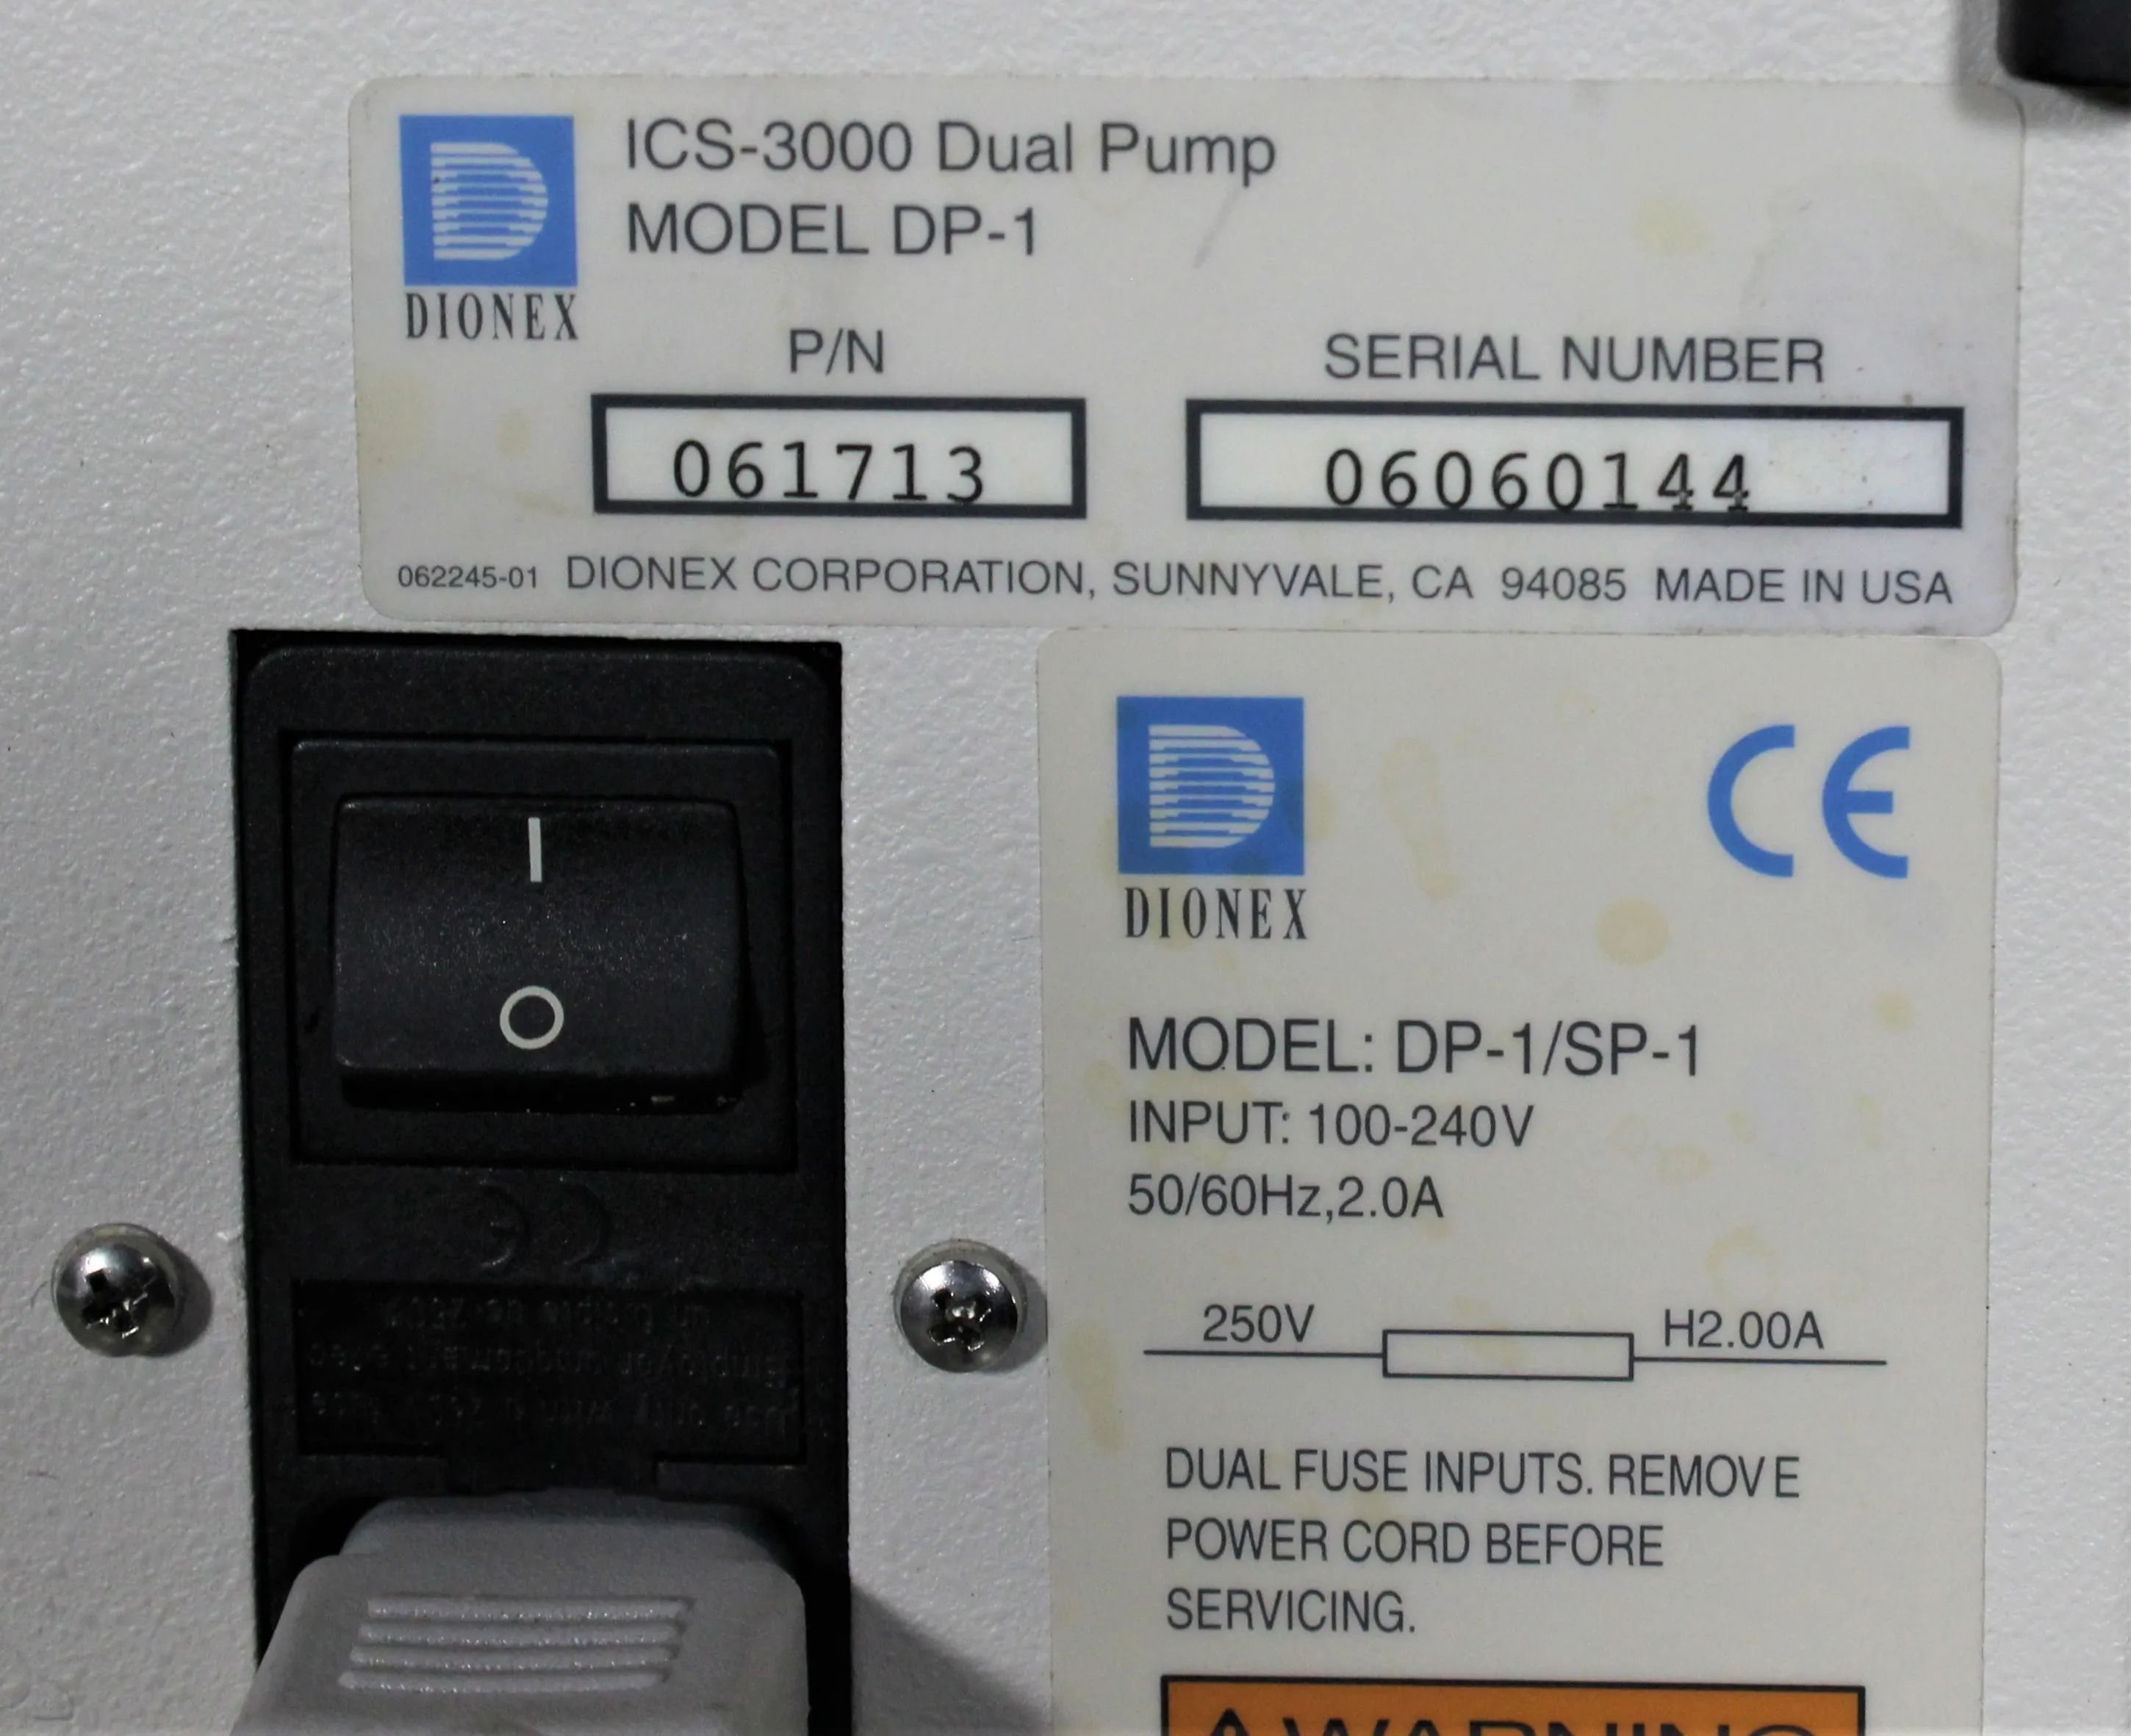 ICS-3000 Dual Pump
MODEL DP-1
DIONEX
P/N
SERIAL NUMBER
061713
06060144
062245-01 DIONEX CORPORATION, SUNNYVALE, CA 94085 MADE IN USA
DIONEX
CE
MODEL: DP-1/SP-1
INPUT: 100-240V
50/60Hz,2.0A
250V H2.00A
DUAL FUSE INPUTS. REMOVE
POWER CORD BEFORE
SERVICING.
WARNING
I
O
CE